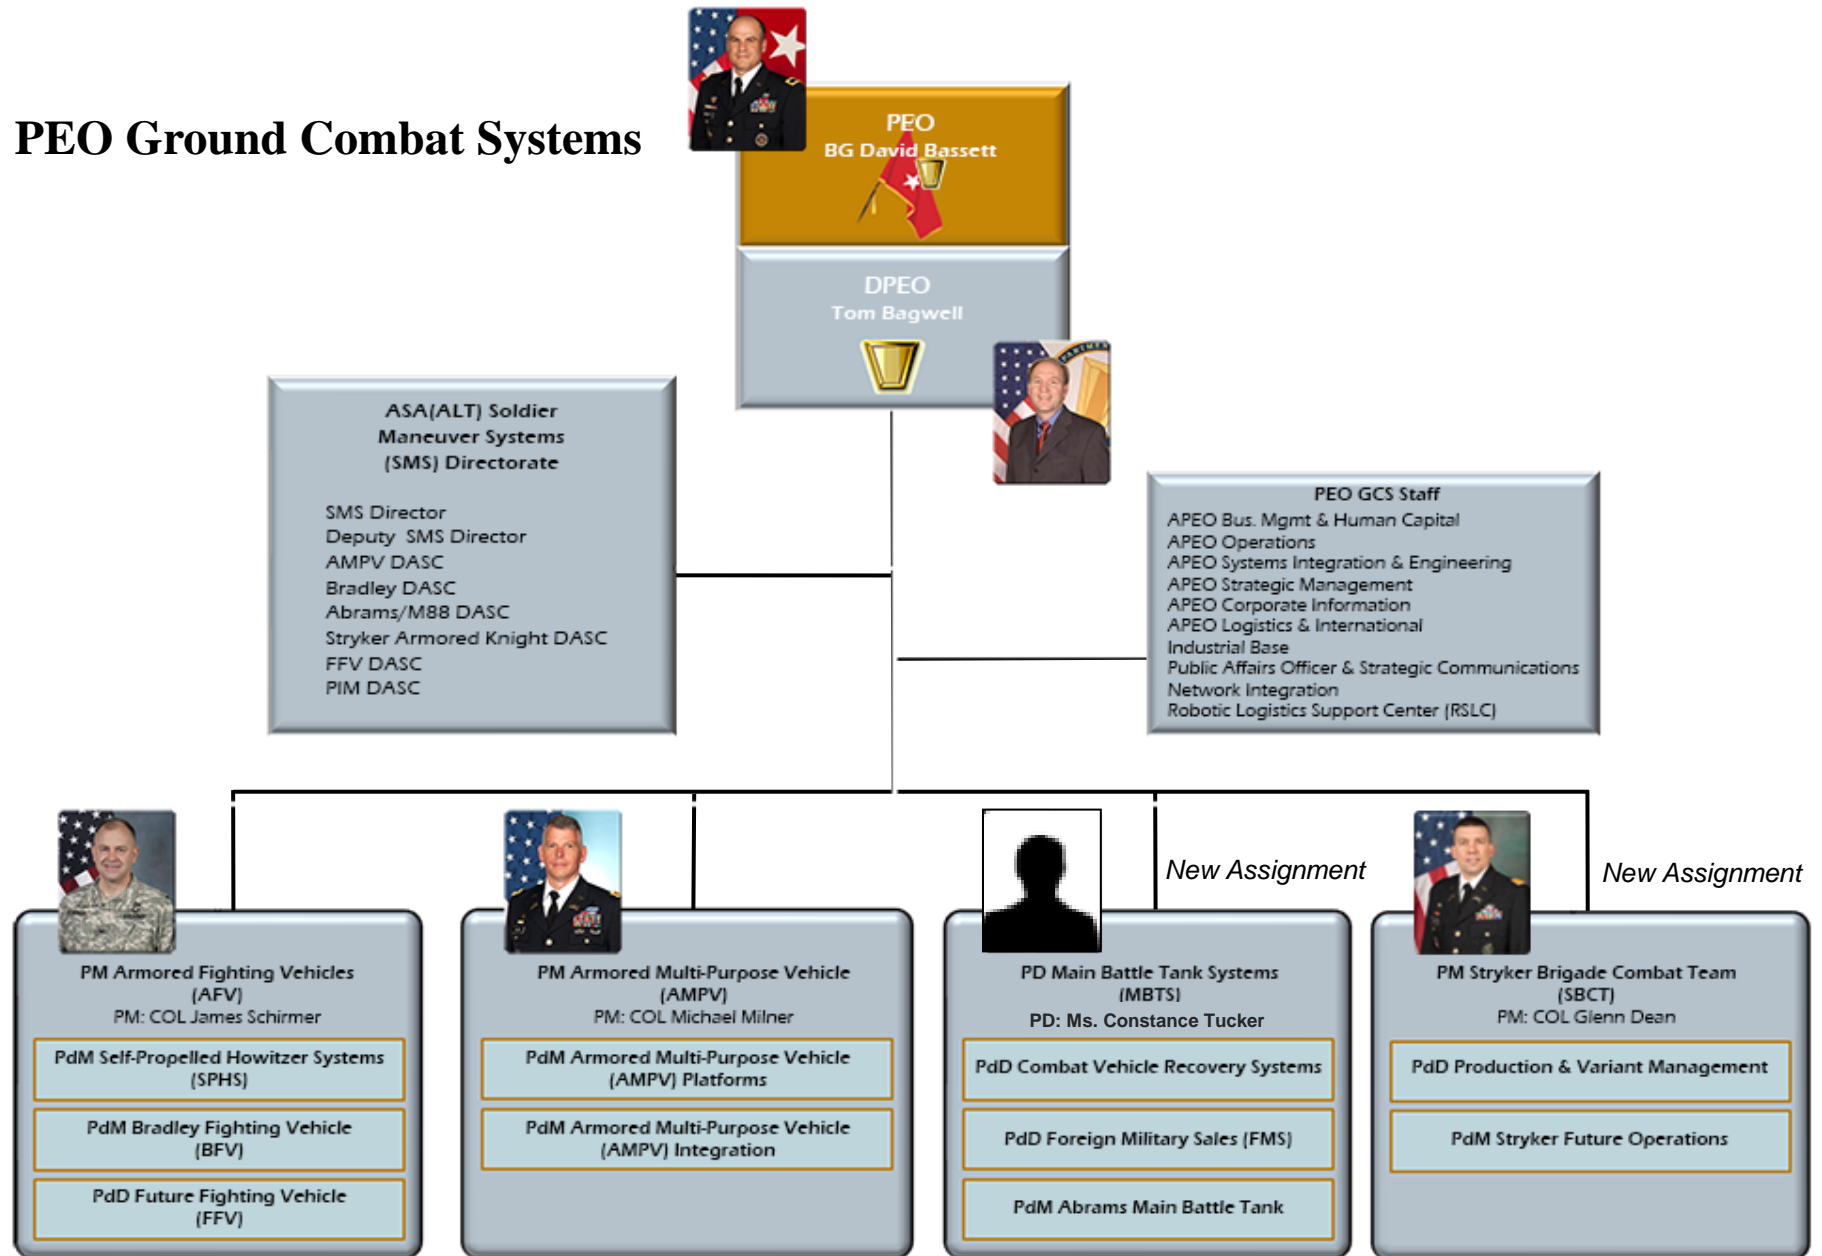 PEO Ground Combat Systems
PEO
BG David Bassett
DPEO
Tom Bagwell
PARTNER
ASA(ALT) Soldier
Maneuver Systems
(SMS) Directorate
SMS Director
Deputy SMS Director
AMPV DASC
Bradley DASC
Abrams/M88 DASC
Stryker Armored Knight DASC
FFV DASC
PIM DASC
PEO GCS Staff
APEO Bus. Mgmt & Human Capital
APEO Operations
APEO Systems Integration & Engineering
APEO Strategic Management
APEO Corporate Information
APEO Logistics & International
Industrial Base
Public Affairs Officer & Strategic Communications
Network Integration
Robotic Logistics Support Center (RSLC)
PM Armored Fighting Vehicles
(AFV)
PM: COL James Schirmer
PdM Self-Propelled Howitzer Systems
(SPHS)
PdM Bradley Fighting Vehicle
(BFV)
PdD Future Fighting Vehicle
(FFV)
PM Armored Multi-Purpose Vehicle
(AMPV)
PM: COL Michael Milner
PdM Armored Multi-Purpose Vehicle
(AMPV) Platforms
PdM Armored Multi-Purpose Vehicle
(AMPV) Integration
New Assignment
PD Main Battle Tank Systems
(MBTS)
PD: Ms. Constance Tucker
PdD Combat Vehicle Recovery Systems
PdD Foreign Military Sales (FMS)
PdM Abrams Main Battle Tank
New Assignment
PM Stryker Brigade Combat Team
(SBCT)
PM: COL Glenn Dean
PdD Production & Variant Management
PdM Stryker Future Operations